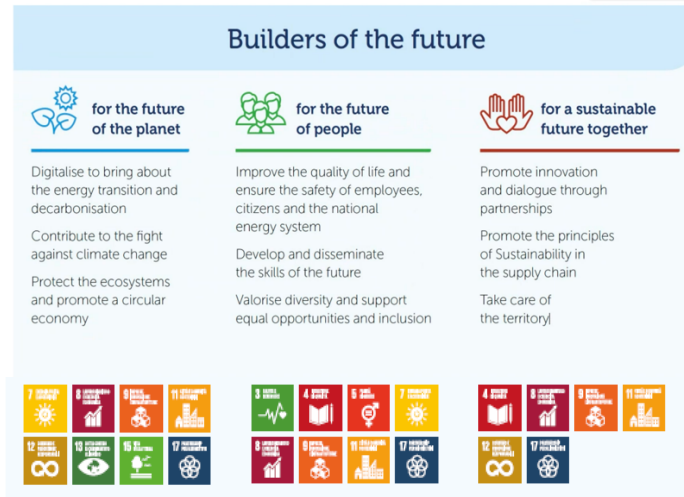 Builders of the future
for the future
of the planet
Digitalise to bring about
the energy transition and
decarbonisation
Contribute to the fight
against climate change
Protect the ecosystems
and promote a circular
economy
for the future
of people
Improve the quality of life and
ensure the safety of employees,
citizens and the national
energy system
Develop and disseminate
the skills of the future
Valorise diversity and support
equal opportunities and inclusion
for a sustainable
future together
Promote innovation
and dialogue through
partnerships
Promote the principles
of Sustainability in
the supply chain
Take care of
the territory
7 8 9 11
12 13 15 17
3 4 5 7
8 9 11 17
4 8 9 11
12 17